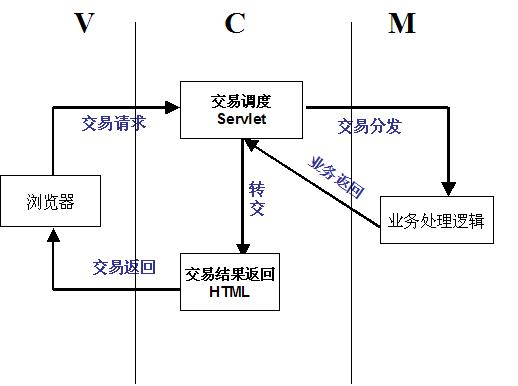 V C M
交易调度
Servlet
交易请求
交易分发
业务返回
转
交
浏览器
业务处理逻辑
交易返回
交易结果返回
HTML